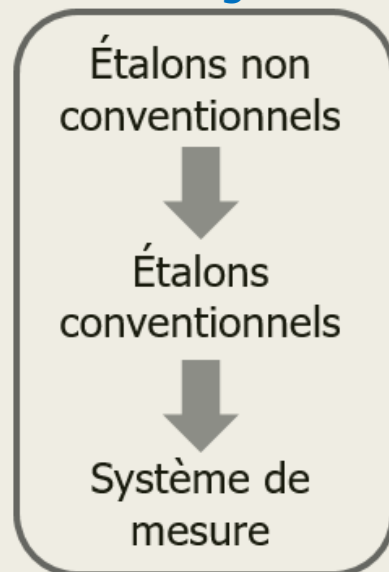 Étalons non
conventionnels
Étalons
conventionnels
Système de
mesure